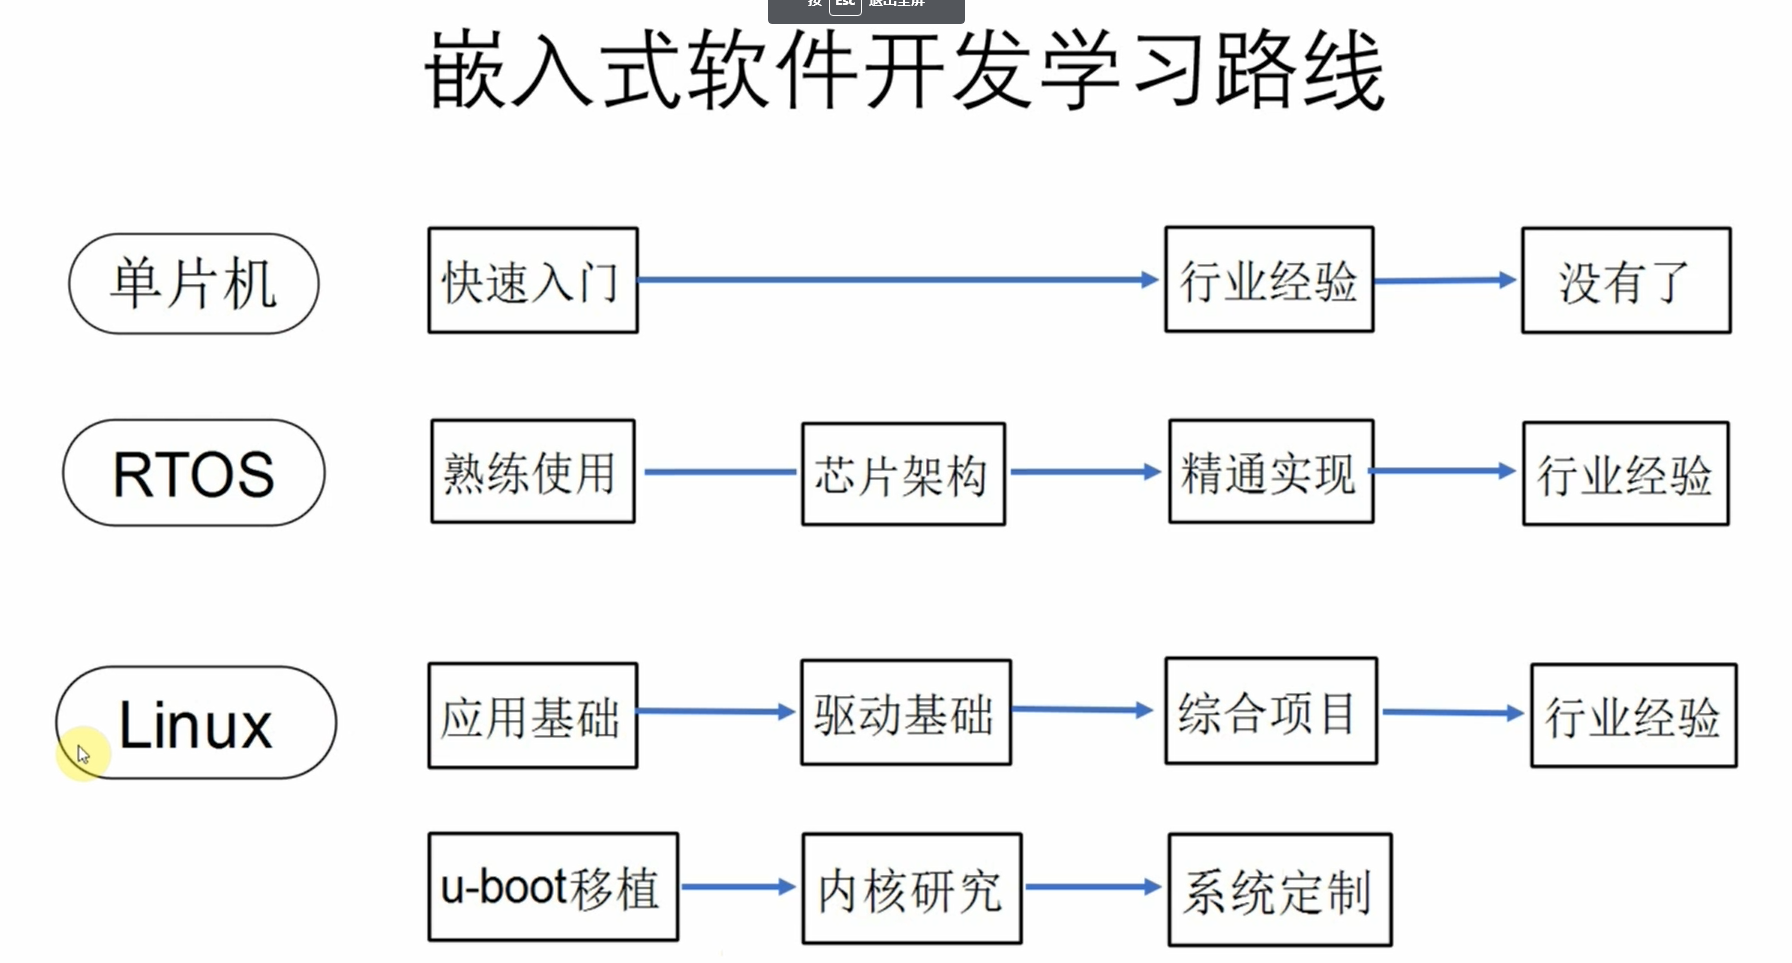 按 Esc 退出全屏
嵌入式软件开发学习路线
单片机 快速入门 行业经验 没有了
RTOS 熟练使用 芯片架构 精通实现 行业经验
Linux 应用基础 驱动基础 综合项目 行业经验
u-boot移植 内核研究 系统定制